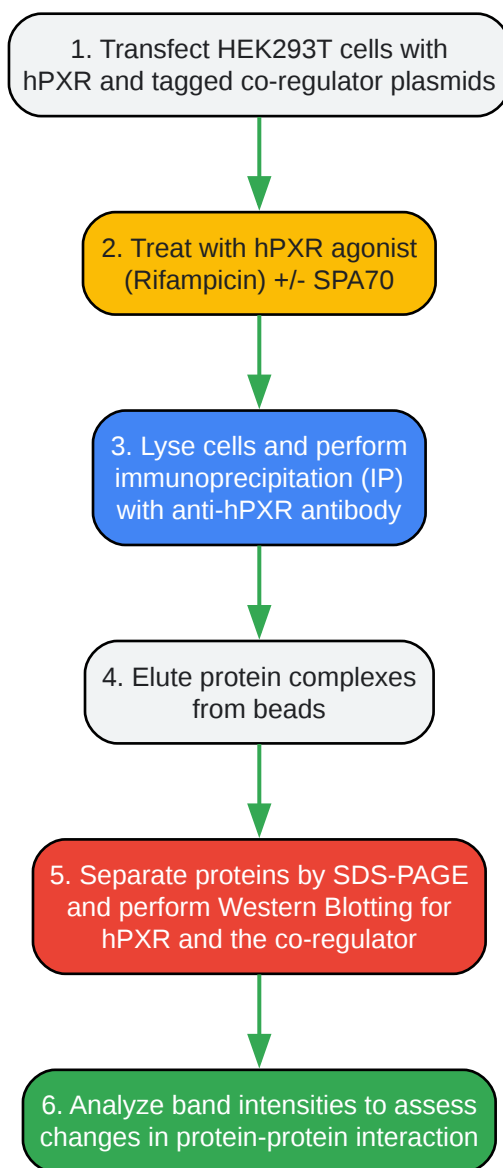 1. Transfect HEK293T cells with
hPXR and tagged co-regulator plasmids
2. Treat with hPXR agonist
(Rifampicin) +/- SPA70
3. Lyse cells and perform
immunoprecipitation (IP)
with anti-hPXR antibody
4. Elute protein complexes
from beads
5. Separate proteins by SDS-PAGE
and perform Western Blotting for
hPXR and the co-regulator
6. Analyze band intensities to assess
changes in protein-protein interaction